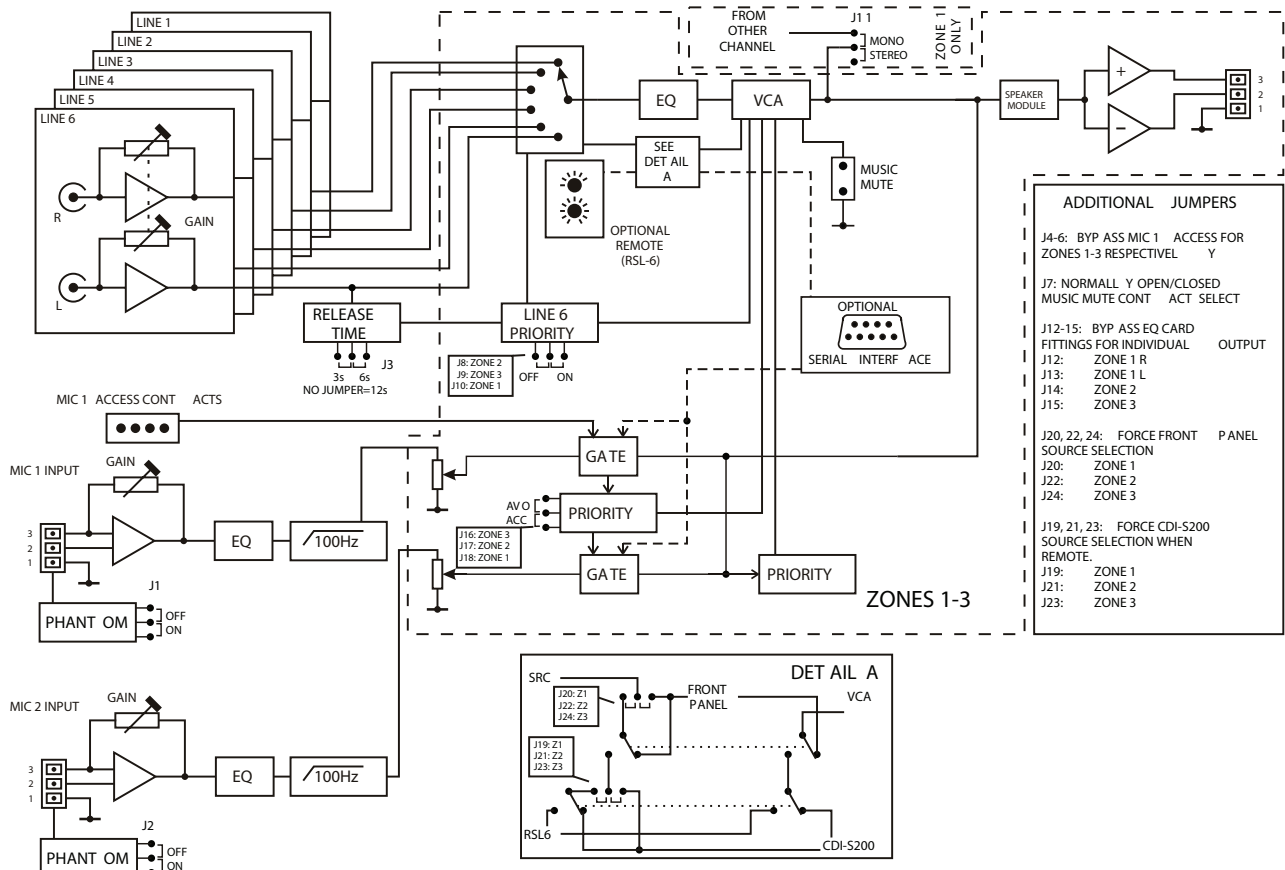 LINE 1
LINE 2
LINE 3
LINE 4
LINE 5
LINE 6
R
GAIN
L
FROM
OTHER
CHANNEL
J1 1
MONO
STEREO
ZONE 1
ONLY
EQ
VCA
SPEAKER
MODULE
+
−
3
2
1
SEE
DET AIL
A
MUSIC
MUTE
OPTIONAL
REMOTE
(RSL-6)
RELEASE
TIME
J3
3s 6s
NO JUMPER=12s
LINE 6
PRIORITY
J8: ZONE 2
J9: ZONE 3
J10: ZONE 1
OFF ON
OPTIONAL
SERIAL INTERF ACE
ADDITIONAL JUMPERS
J4-6: BYP ASS MIC 1 ACCESS FOR
ZONES 1-3 RESPECTIVEL Y
J7: NORMALL Y OPEN/CLOSED
MUSIC MUTE CONT ACT SELECT
J12-15: BYP ASS EQ CARD
FITTINGS FOR INDIVIDUAL OUTPUT
J12: ZONE 1 R
J13: ZONE 1 L
J14: ZONE 2
J15: ZONE 3
J20, 22, 24: FORCE FRONT P ANEL
SOURCE SELECTION
J20: ZONE 1
J22: ZONE 2
J24: ZONE 3
J19, 21, 23: FORCE CDI-S200
SOURCE SELECTION WHEN
REMOTE.
J19: ZONE 1
J21: ZONE 2
J23: ZONE 3
MIC 1 ACCESS CONT ACTS
MIC 1 INPUT
GAIN
3
2
1
EQ
100Hz
J1
PHANT OM
OFF
ON
GATE
AV O
ACC
PRIORITY
J16: ZONE 3
J17: ZONE 2
J18: ZONE 1
GATE
PRIORITY
ZONES 1-3
MIC 2 INPUT
GAIN
3
2
1
EQ
100Hz
J2
PHANT OM
OFF
ON
DET AIL A
SRC
J20: Z1
J22: Z2
J24: Z3
FRONT
PANEL
VCA
J19: Z1
J21: Z2
J23: Z3
RSL6
CDI-S200